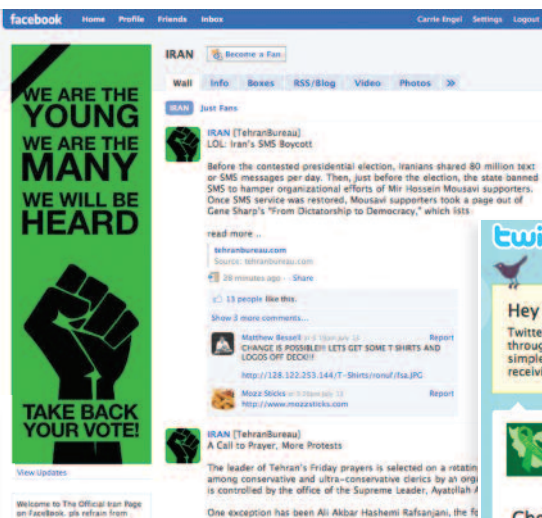 facebook Home Profile Friends Inbox Carrie Engel Settings Logout
IRAN Become a Fan
Wall Info Boxes RSS/Blog Video Photos
IRAN Just Fans
WE ARE THE
YOUNG
WE ARE THE
MANY
WE WILL BE
HEARD
TAKE BACK
YOUR VOTE!
View Updates
Welcome to The Official Iran Page
on FaceBook. pls refrain from
IRAN [TehranBureau]
LOL: Iran's SMS Boycott
Before the contested presidential election, Iranians shared 80 million text
or SMS messages per day. Then, just before the election, the state banned
SMS to hamper organizational efforts of Mir Hossein Mousavi supporters.
Once SMS service was restored, Mousavi supporters took a page out of
Gene Sharp's "From Dictatorship to Democracy," which lists
read more ..
tehranbureau.com
Source: tehranbureau.com
minutes ago - Share
13 people like this.
Show 3 more comments...
Matthew Bessell Report
CHANGE IS POSSIBLE!!! LETS GET SOME T SHIRTS AND
LOGOS OFF DECK!!!
http://128.122.253.144/T-Shirts/ronuf/fsa.JPG
Mozz Sticks Report
http://www.mozzsticks.com
IRAN [TehranBureau]
A Call to Prayer, More Protests
The leader of Tehran's Friday prayers is selected on a rotatin
among conservative and ultra-conservative clerics by an orga
is controlled by the office of the Supreme Leader, Ayatollah A
One exception has been Ali Akbar Hashemi Rafsanjani, the fo
twi
Hey
Twitte
throug
simple
receivi
Che